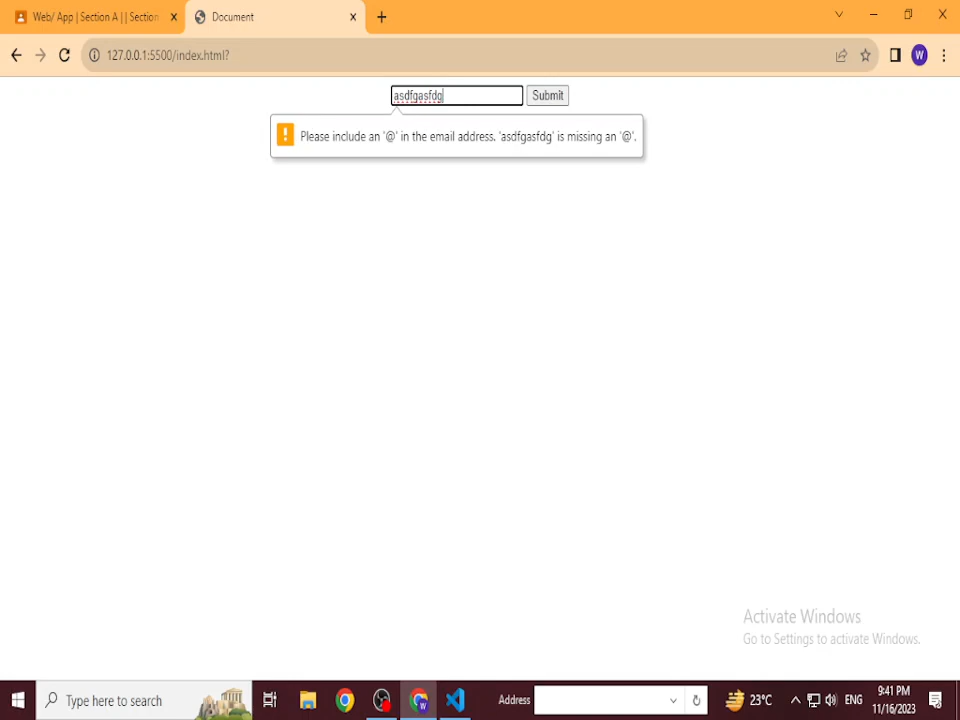 Web/ App | Section A | | Section
Document
127.0.0.1:5500/index.html?
W
asdfgasfdg
Submit
Please include an '@' in the email address. 'asdfgasfdg' is missing an '@'.
Activate Windows
Go to Settings to activate Windows.
Type here to search
W
Address
23°C
ENG
9:41 PM
11/16/2023